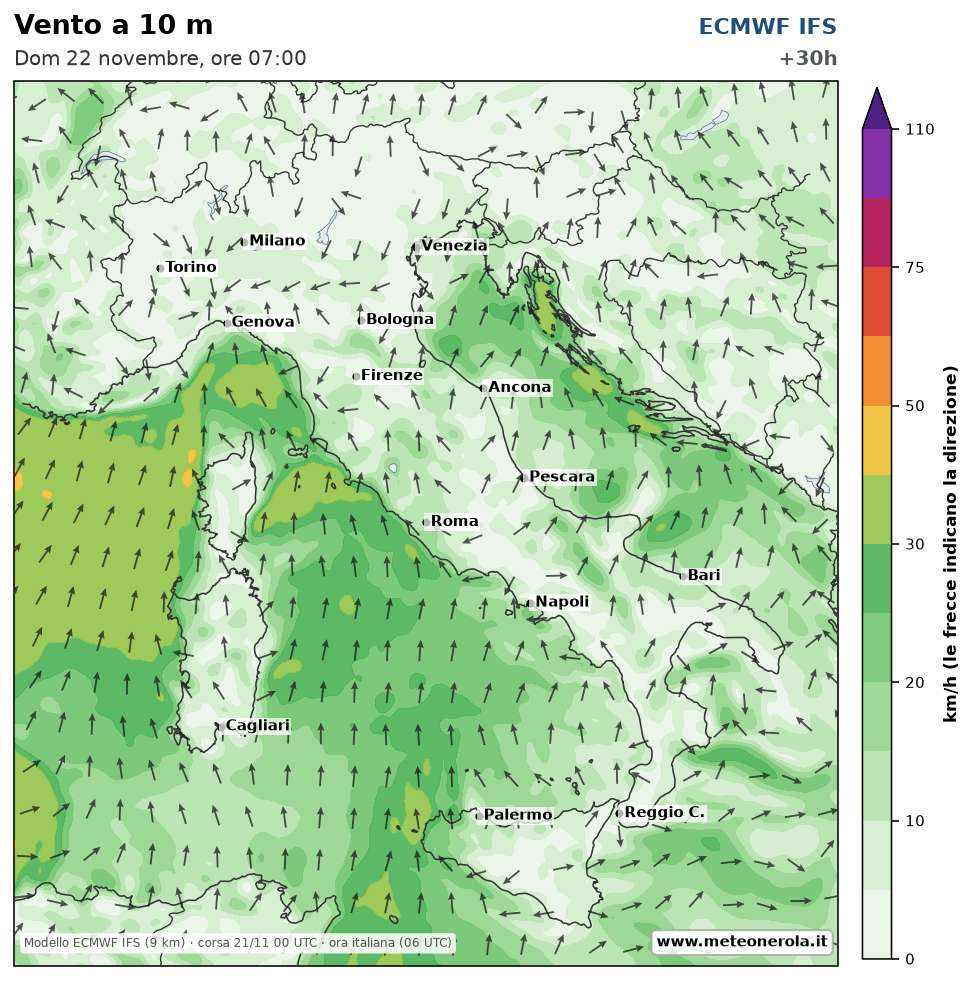 Vento a 10 m
ECMWF IFS
Dom 22 novembre, ore 07:00
+30h
Milano
Venezia
Torino
Genova
Bologna
Firenze
Ancona
Pescara
Roma
Bari
Napoli
Cagliari
Palermo
Reggio C.
Modello ECMWF IFS (9 km) · corsa 21/11 00 UTC · ora italiana (06 UTC)
www.meteonerola.it
110
75
50
30
20
10
0
km/h (le frecce indicano la direzione)